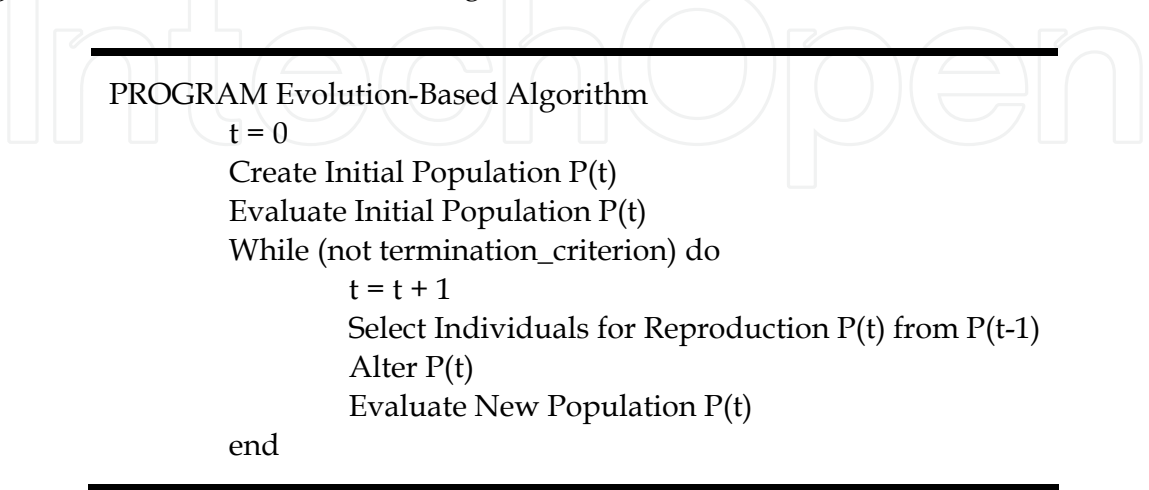 IntechOpen
PROGRAM Evolution-Based Algorithm
t = 0
Create Initial Population P(t)
Evaluate Initial Population P(t)
While (not termination_criterion) do
t = t + 1
Select Individuals for Reproduction P(t) from P(t-1)
Alter P(t)
Evaluate New Population P(t)
end